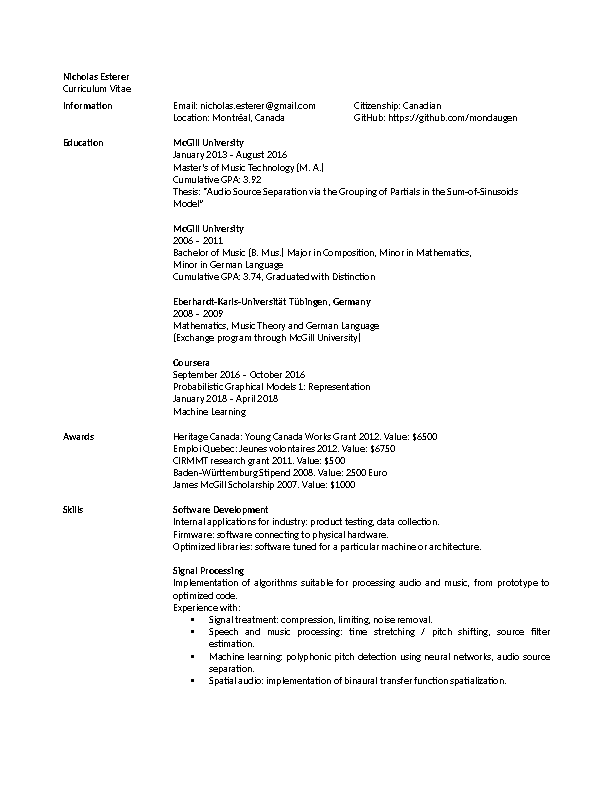 Nicholas Esterer
Curriculum Vitae
Information
Email: nicholas.esterer@gmail.com Citizenship: Canadian
Location: Montréal, Canada GitHub: https://github.com/mondaugen
Education
McGill University
January 2013 – August 2016
Master's of Music Technology [M. A.]
Cumulative GPA: 3.92
Thesis: "Audio Source Separation via the Grouping of Partials in the Sum-of-Sinusoids
Model"
McGill University
2006 – 2011
Bachelor of Music [B. Mus.] Major in Composition, Minor in Mathematics,
Minor in German Language
Cumulative GPA: 3.74, Graduated with Distinction
Eberhardt-Karls-Universität Tübingen, Germany
2008 – 2009
Mathematics, Music Theory and German Language
[Exchange program through McGill University]
Coursera
September 2016 – October 2016
Probabilistic Graphical Models 1: Representation
January 2018 – April 2018
Machine Learning
Awards
Heritage Canada: Young Canada Works Grant 2012. Value: $6500
Emploi Quebec: Jeunes volontaires 2012. Value: $6750
CIRMMT research grant 2011. Value: $500
Baden-Württemburg Stipend 2008. Value: 2500 Euro
James McGill Scholarship 2007. Value: $1000
Skills
Software Development
Internal applications for industry: product testing, data collection.
Firmware: software connecting to physical hardware.
Optimized libraries: software tuned for a particular machine or architecture.
Signal Processing
Implementation of algorithms suitable for processing audio and music, from prototype to
optimized code.
Experience with:
• Signal treatment: compression, limiting, noise removal.
• Speech and music processing: time stretching / pitch shifting, source filter
estimation.
• Machine learning: polyphonic pitch detection using neural networks, audio source
separation.
• Spatial audio: implementation of binaural transfer function spatialization.